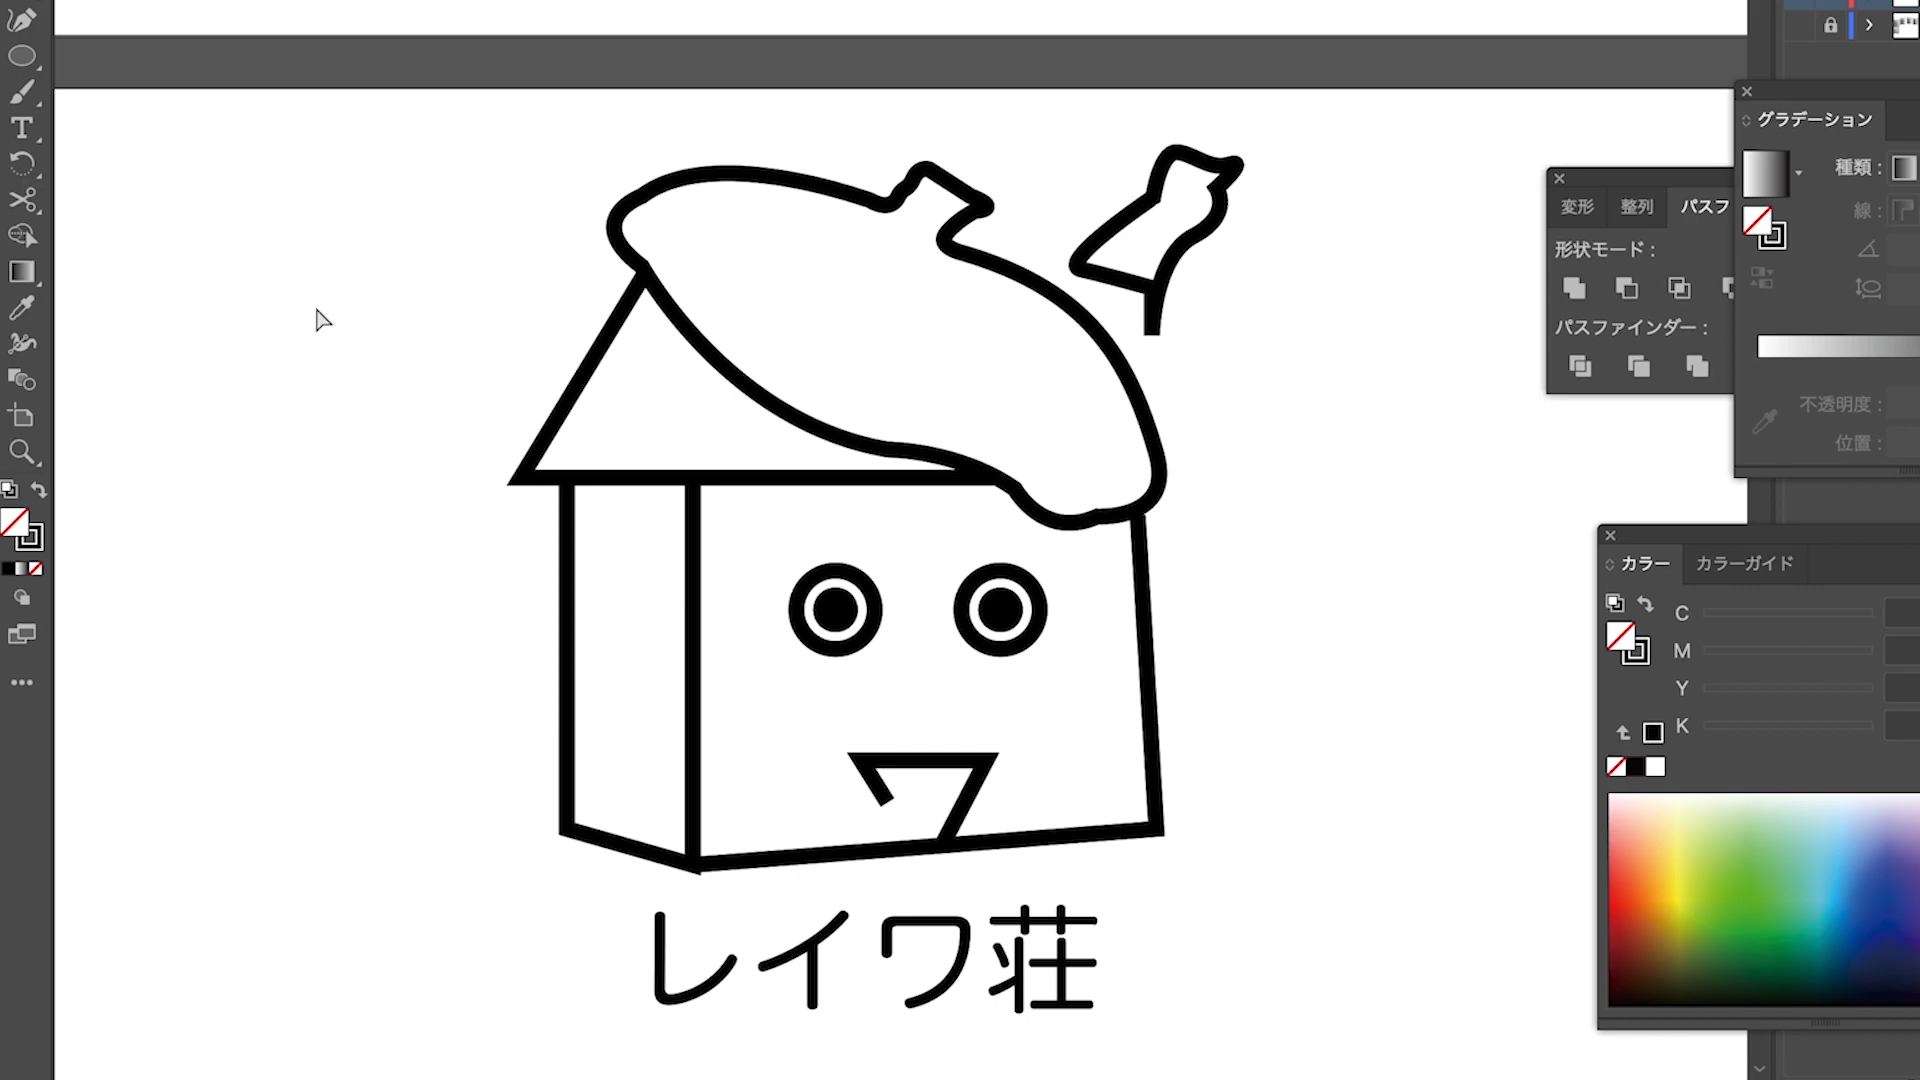 グラデーション
種類：
線：
変形 整列 パスフ
形状モード：
パスファインダー：
不透明度：
位置：
カラー カラーガイド
C
M
Y
K
レイワ荘